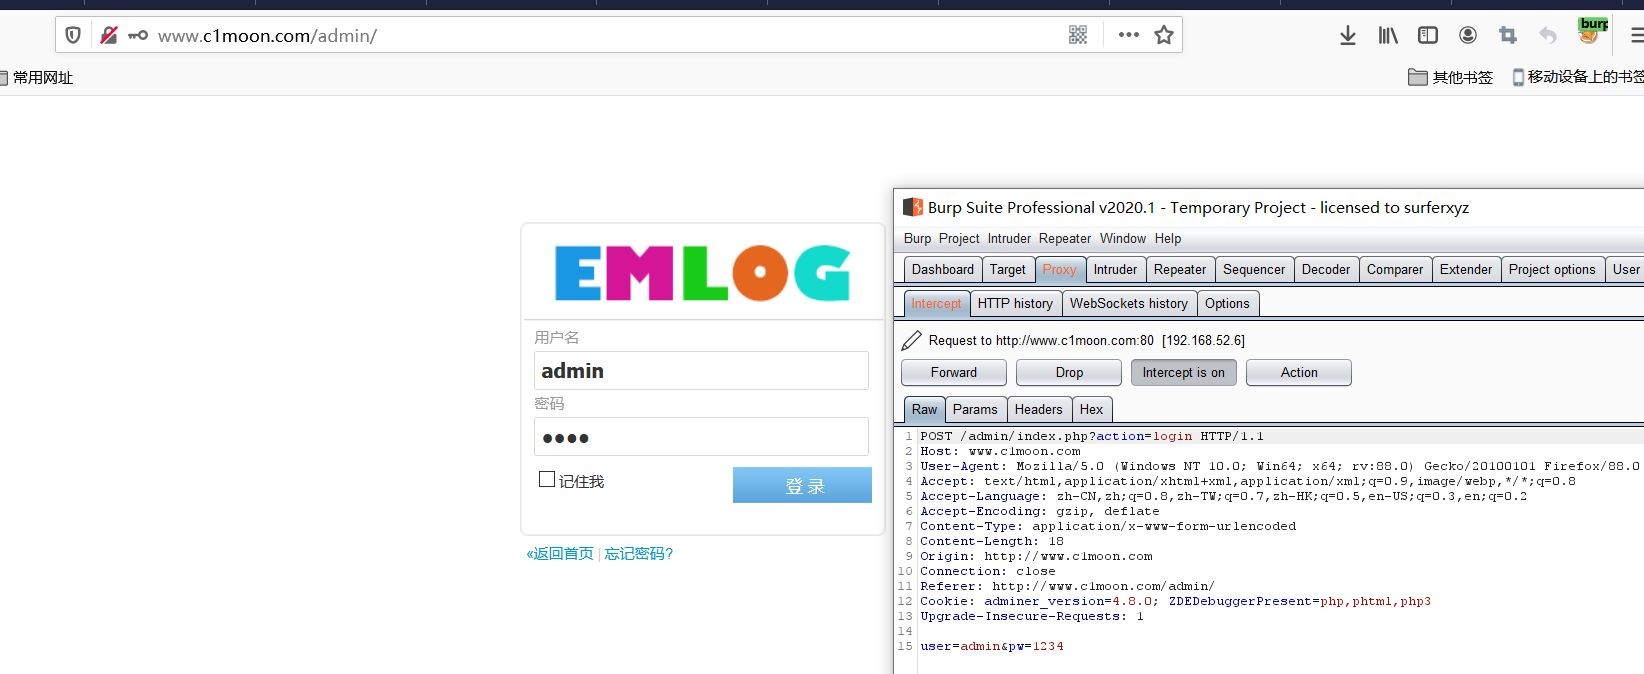 www.c1moon.com/admin/
burp
常用网址
其他书签
移动设备上的书签
EMLOG
用户名
admin
密码
记住我
登 录
«返回首页 | 忘记密码?
Burp Suite Professional v2020.1 - Temporary Project - licensed to surferxyz
Burp Project Intruder Repeater Window Help
Dashboard Target Proxy Intruder Repeater Sequencer Decoder Comparer Extender Project options User
Intercept HTTP history WebSockets history Options
Request to http://www.c1moon.com:80 [192.168.52.6]
Forward Drop Intercept is on Action
Raw Params Headers Hex
1 POST /admin/index.php?action=login HTTP/1.1
2 Host: www.c1moon.com
3 User-Agent: Mozilla/5.0 (Windows NT 10.0; Win64; x64; rv:88.0) Gecko/20100101 Firefox/88.0
4 Accept: text/html,application/xhtml+xml,application/xml;q=0.9,image/webp,*/*;q=0.8
5 Accept-Language: zh-CN,zh;q=0.8,zh-TW;q=0.7,zh-HK;q=0.5,en-US;q=0.3,en;q=0.2
6 Accept-Encoding: gzip, deflate
7 Content-Type: application/x-www-form-urlencoded
8 Content-Length: 18
9 Origin: http://www.c1moon.com
10 Connection: close
11 Referer: http://www.c1moon.com/admin/
12 Cookie: adminer_version=4.8.0; ZDEDebuggerPresent=php,phtml,php3
13 Upgrade-Insecure-Requests: 1
14
15 user=admin&pw=1234